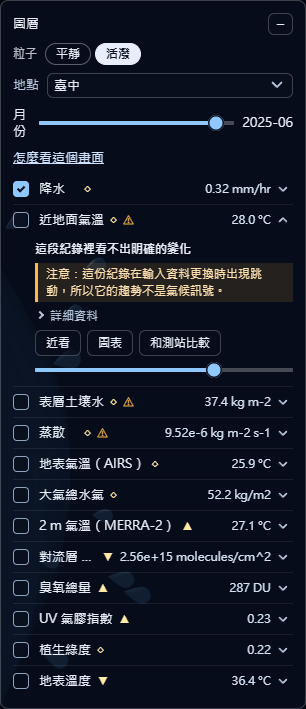 圖層
粒子 平靜 活潑
地點 臺中
月份 2025-06
怎麼看這個畫面
降水 ◇ 0.32 mm/hr
近地面氣溫 ◇ ⚠ 28.0 °C
這段紀錄裡看不出明確的變化
注意：這份紀錄在輸入資料更換時出現跳
動，所以它的趨勢不是氣候訊號。
詳細資料
近看 圖表 和測站比較
表層土壤水 ◇ ⚠ 37.4 kg m-2
蒸散 ◇ ⚠ 9.52e-6 kg m-2 s-1
地表氣溫（AIRS） ◇ 25.9 °C
大氣總水氣 ◇ 52.2 kg/m2
2 m 氣溫（MERRA-2） ▲ 27.1 °C
對流層 ... ▼ 2.56e+15 molecules/cm^2
臭氧總量 ▲ 287 DU
UV 氣膠指數 ▲ 0.23
植生綠度 ◇ 0.22
地表溫度 ▼ 36.4 °C